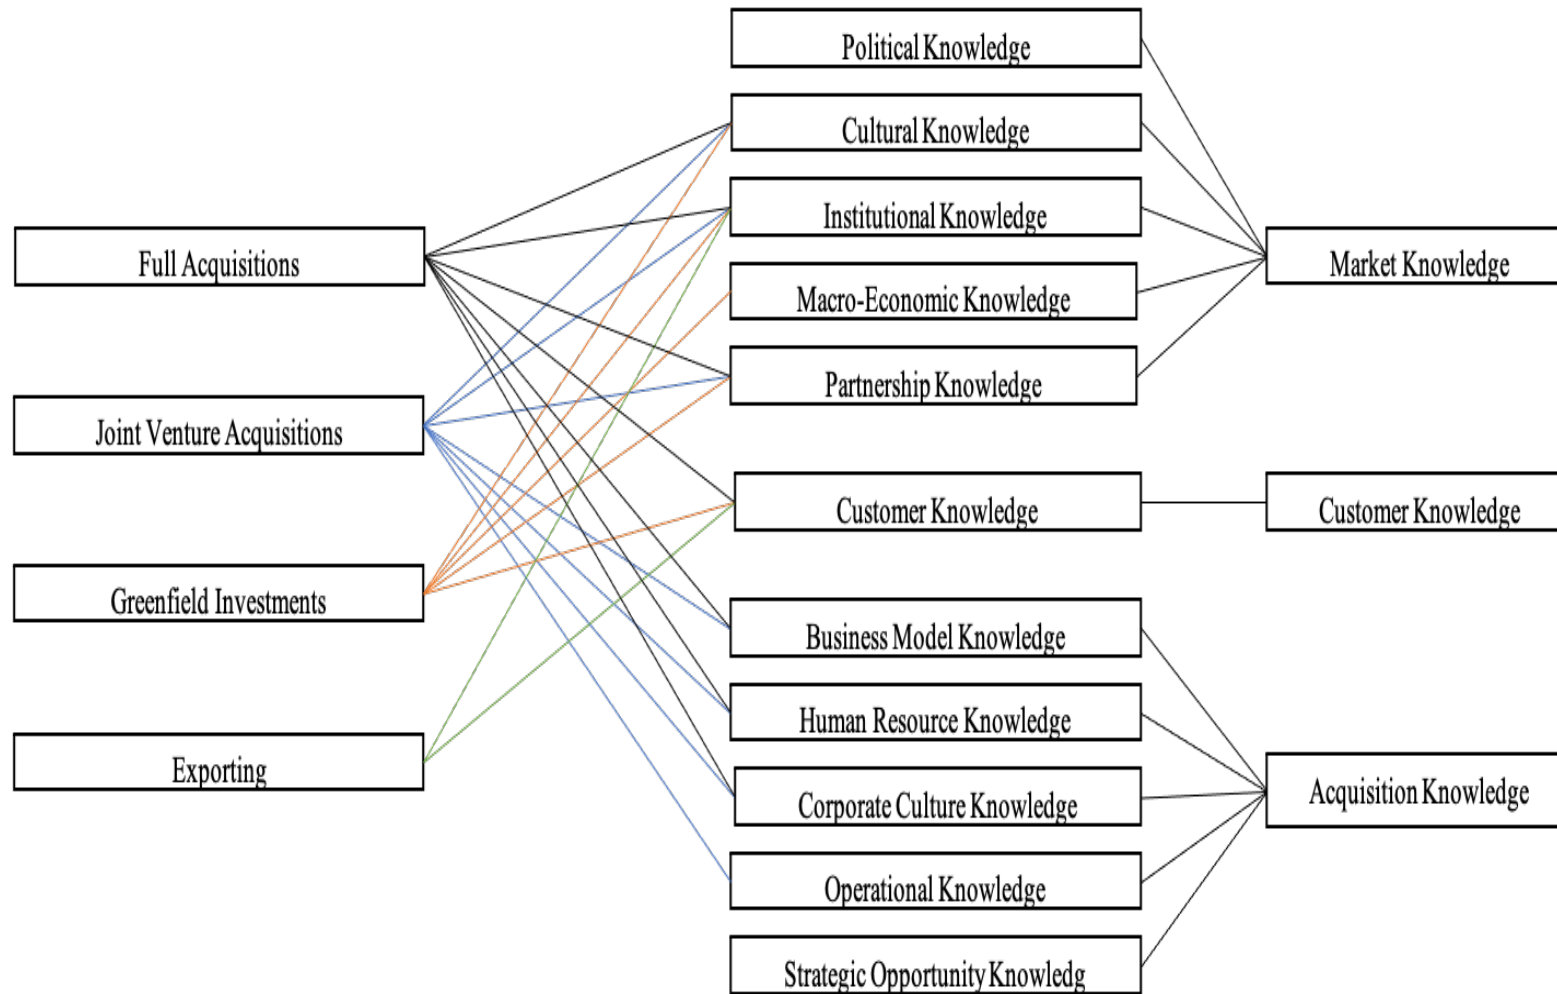 Full Acquisitions
Joint Venture Acquisitions
Greenfield Investments
Exporting
Political Knowledge
Cultural Knowledge
Institutional Knowledge
Macro-Economic Knowledge
Partnership Knowledge
Customer Knowledge
Business Model Knowledge
Human Resource Knowledge
Corporate Culture Knowledge
Operational Knowledge
Strategic Opportunity Knowledg
Market Knowledge
Customer Knowledge
Acquisition Knowledge